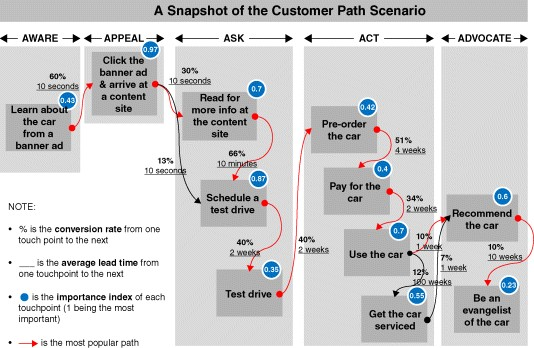 A Snapshot of the Customer Path Scenario
AWARE
APPEAL
ASK
ACT
ADVOCATE
60%
10 seconds
0.43
Learn about
the car
from a
banner ad
0.97
Click the
banner ad
& arrive at
a content
site
30%
10 seconds
13%
10 seconds
0.7
Read for
more info at
the content
site
66%
10 minutes
0.87
Schedule a
test drive
40%
2 weeks
0.35
Test drive
40%
2 weeks
0.42
Pre-order
the car
51%
4 weeks
0.4
Pay for the
car
34%
2 weeks
0.7
Use the car
10%
1 week
12%
100 weeks
7%
1 week
0.55
Get the car
serviced
0.6
Recommend
the car
10%
10 weeks
0.23
Be an
evangelist
of the car
NOTE:
• % is the conversion rate from one
touch point to the next
• ___ is the average lead time from
one touchpoint to the next
• is the importance index of each
touchpoint (1 being the most
important)
• is the most popular path